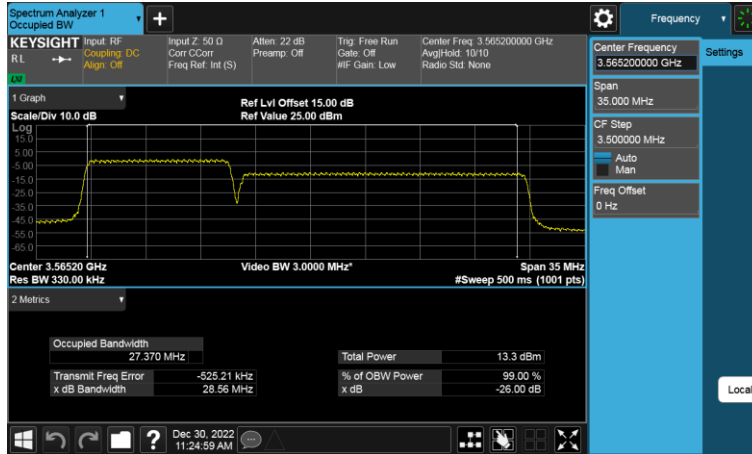 Spectrum Analyzer 1
Occupied BW
Frequency
KEYSIGHT
RL
LXI
Input: RF
Coupling: DC
Align: Off
Input Z: 50 Ω
Corr CCorr
Freq Ref: Int (S)
Atten: 22 dB
Preamp: Off
Trig: Free Run
Gate: Off
#IF Gain: Low
Center Freq: 3.565200000 GHz
Avg|Hold: 10/10
Radio Std: None
Center Frequency
3.565200000 GHz
Settings
Span
35.000 MHz
CF Step
3.500000 MHz
Auto
Man
Freq Offset
0 Hz
Local
1 Graph
Scale/Div 10.0 dB
Ref Lvl Offset 15.00 dB
Ref Value 25.00 dBm
Log
15.0
5.00
-5.00
-15.0
-25.0
-35.0
-45.0
-55.0
-65.0
Center 3.56520 GHz
Res BW 330.00 kHz
Video BW 3.0000 MHz*
Span 35 MHz
#Sweep 500 ms (1001 pts)
2 Metrics
Occupied Bandwidth
27.370 MHz
Transmit Freq Error -525.21 kHz
x dB Bandwidth 28.56 MHz
Total Power 13.3 dBm
% of OBW Power 99.00 %
x dB -26.00 dB
?
Dec 30, 2022
11:24:59 AM